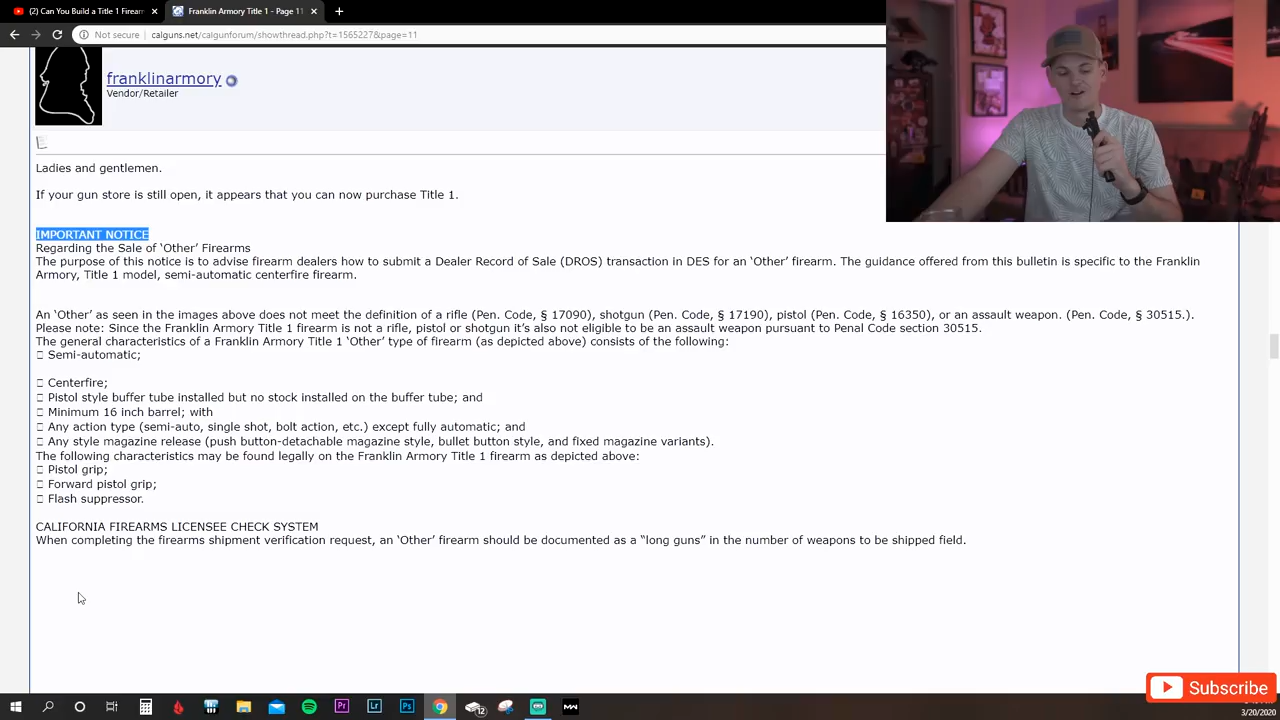 (2) Can You Build a Title 1 Firear
Franklin Armory Title 1 - Page 11
Not secure
calguns.net/calgunforum/showthread.php?t=1565227&page=11
franklinarmory
Vendor/Retailer
Ladies and gentlemen.
If your gun store is still open, it appears that you can now purchase Title 1.
IMPORTANT NOTICE
Regarding the Sale of ‘Other’ Firearms
The purpose of this notice is to advise firearm dealers how to submit a Dealer Record of Sale (DROS) transaction in DES for an ‘Other’ firearm. The guidance offered from this bulletin is specific to the Franklin
Armory, Title 1 model, semi-automatic centerfire firearm.
An ‘Other’ as seen in the images above does not meet the definition of a rifle (Pen. Code, § 17090), shotgun (Pen. Code, § 17190), pistol (Pen. Code, § 16350), or an assault weapon. (Pen. Code, § 30515.).
Please note: Since the Franklin Armory Title 1 firearm is not a rifle, pistol or shotgun it’s also not eligible to be an assault weapon pursuant to Penal Code section 30515.
The general characteristics of a Franklin Armory Title 1 ‘Other’ type of firearm (as depicted above) consists of the following:
Semi-automatic;
Centerfire;
Pistol style buffer tube installed but no stock installed on the buffer tube; and
Minimum 16 inch barrel; with
Any action type (semi-auto, single shot, bolt action, etc.) except fully automatic; and
Any style magazine release (push button-detachable magazine style, bullet button style, and fixed magazine variants).
The following characteristics may be found legally on the Franklin Armory Title 1 firearm as depicted above:
Pistol grip;
Forward pistol grip;
Flash suppressor.
CALIFORNIA FIREARMS LICENSEE CHECK SYSTEM
When completing the firearms shipment verification request, an ‘Other’ firearm should be documented as a “long guns” in the number of weapons to be shipped field.
Subscribe
Pr
Lr
Ps
MW
3/20/2020